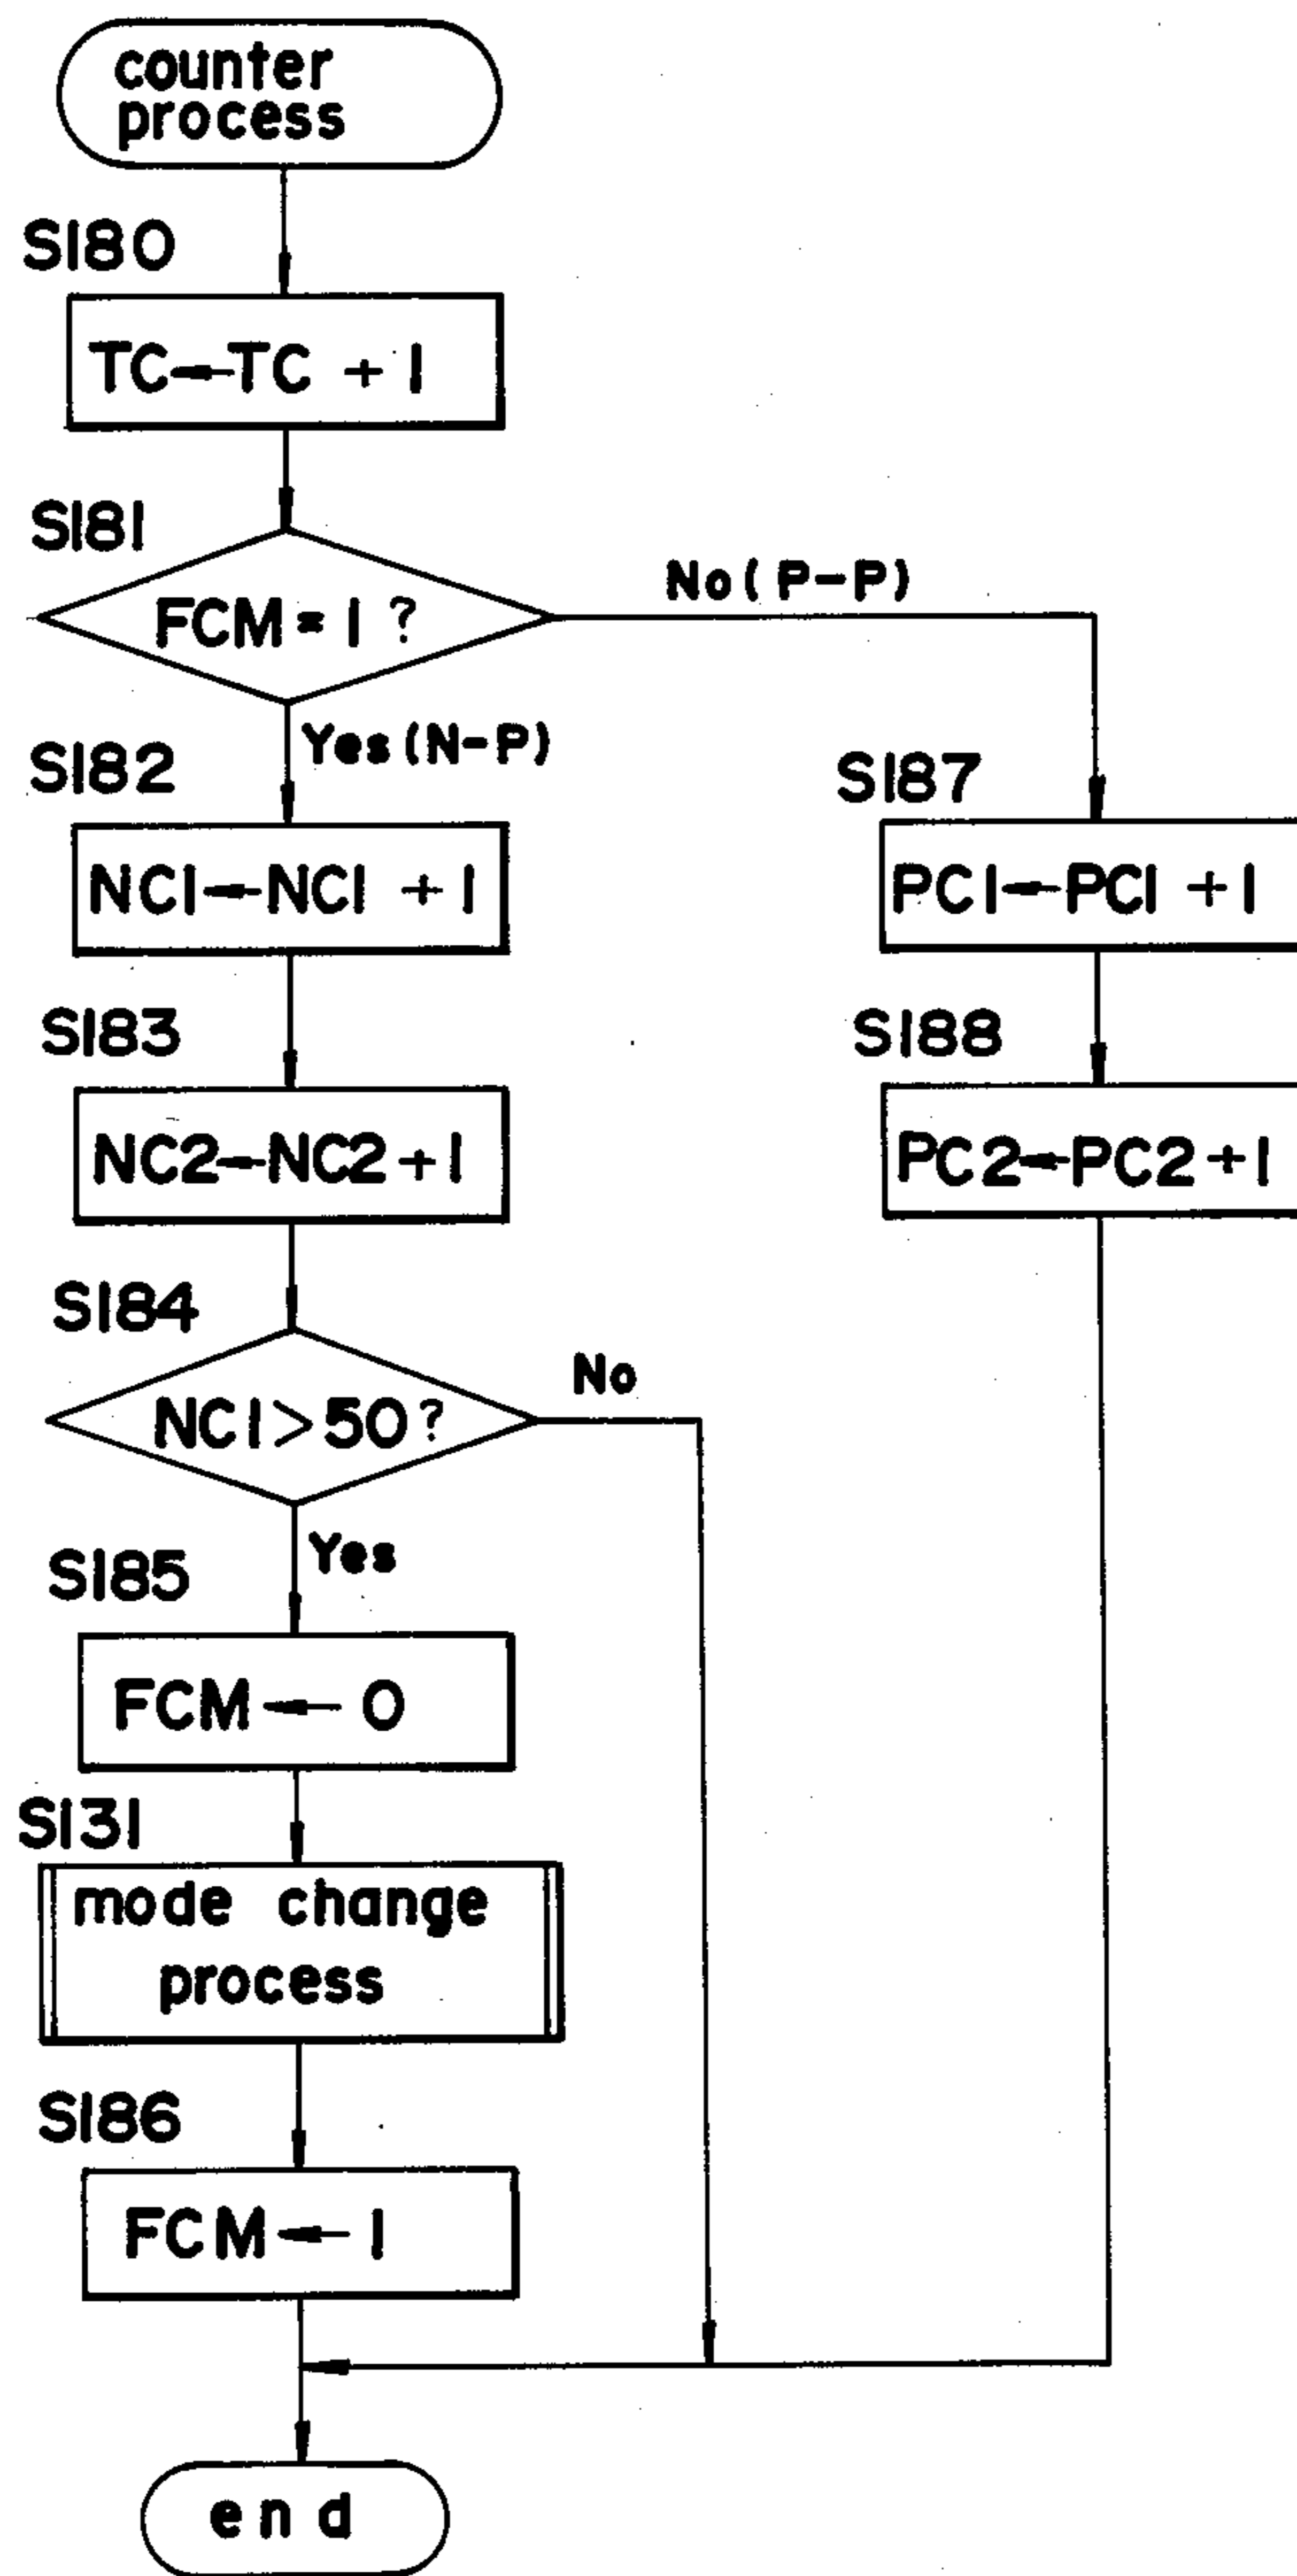 counter
process
S180
TC←TC + 1
S181
FCM = 1 ?
No (P-P)
Yes (N-P)
S182
NC1←NC1 + 1
S187
PC1←PC1 + 1
S183
NC2←NC2 + 1
S188
PC2←PC2 + 1
S184
NC1>50?
No
Yes
S185
FCM ← 0
S131
mode change
process
S186
FCM ← 1
end